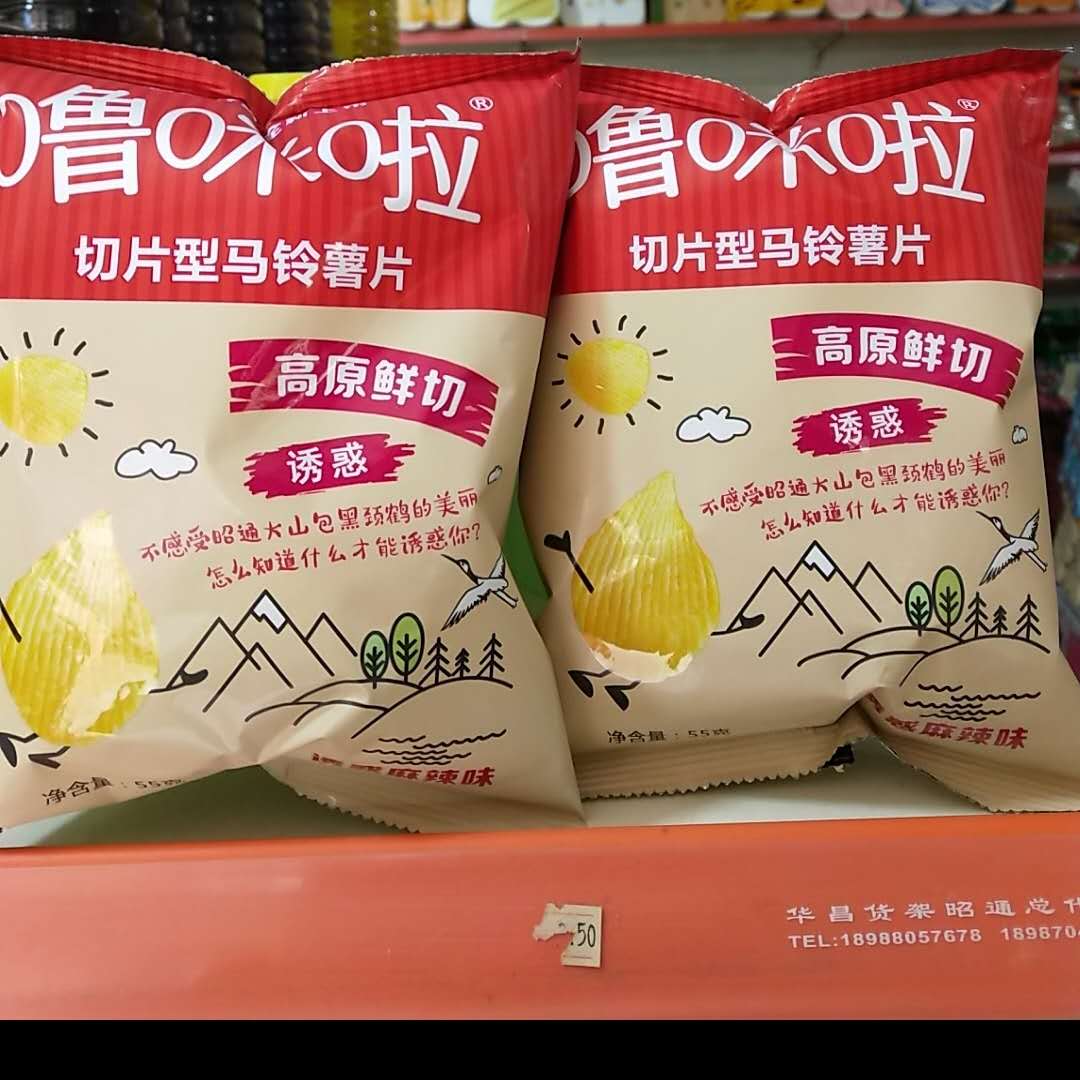 噜咪啦®
切片型马铃薯片
高原鲜切
诱惑
不感受昭通大山包黑颈鹤的美丽
怎么知道什么才能诱惑你?
净含量:55克
麻辣味
噜咪啦®
切片型马铃薯片
高原鲜切
诱惑
不感受昭通大山包黑颈鹤的美丽
怎么知道什么才能诱惑你?
净含量:55克
惑麻辣味
.50
华昌货架昭通总代
TEL:18988057678 189870